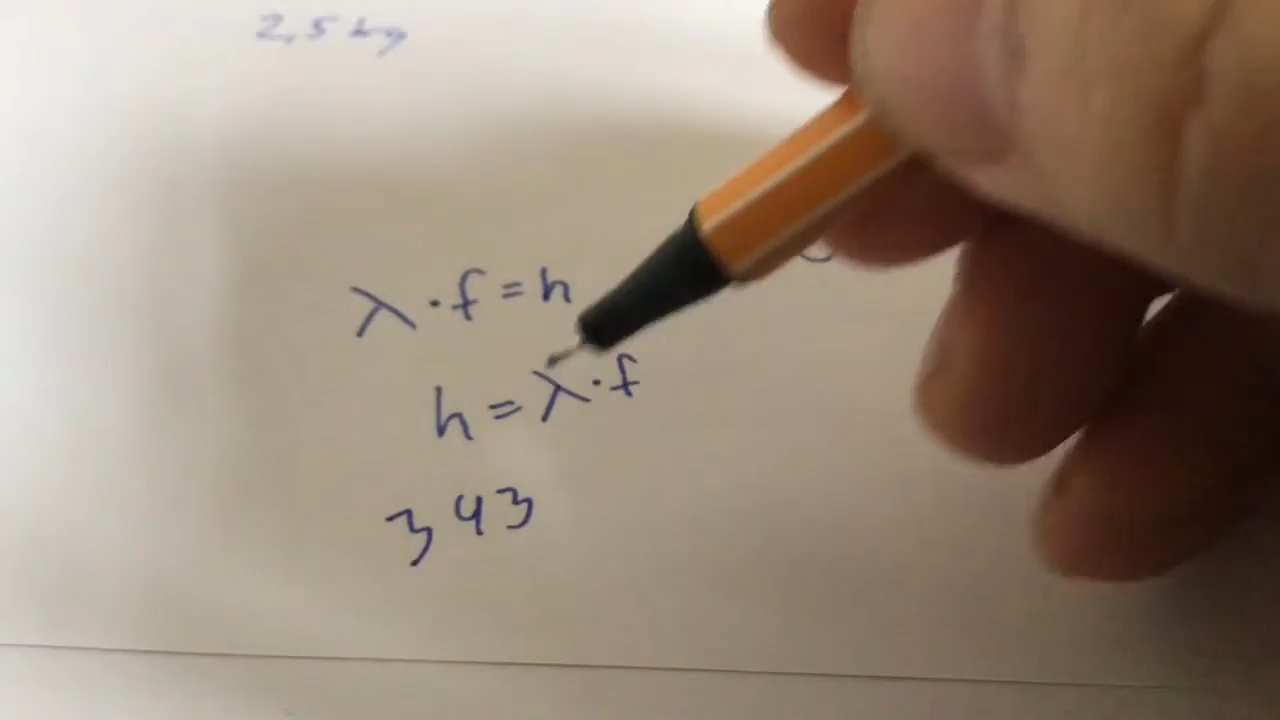 2,5 kg
λ · f = h
h = λ · f
343